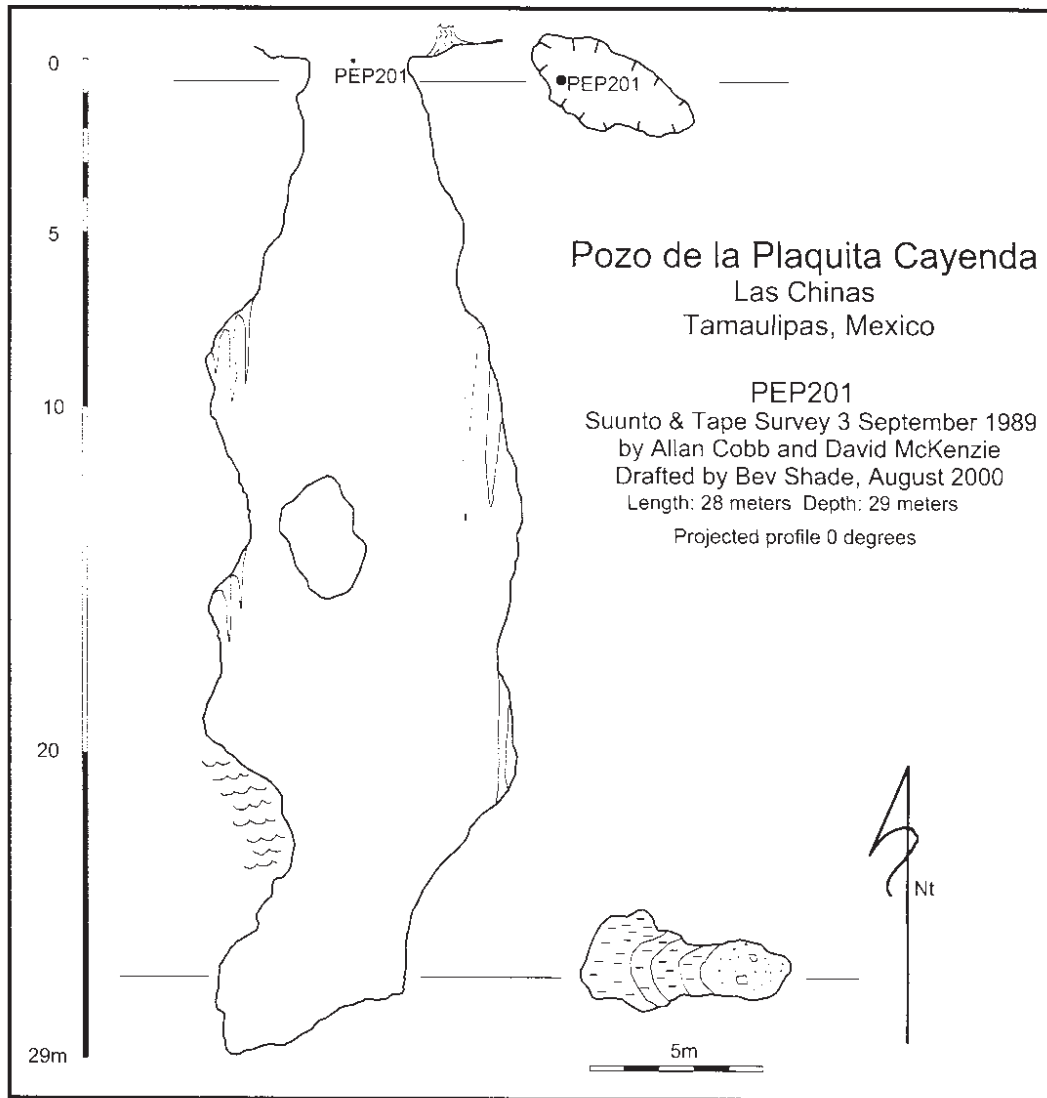 0
PEP201
PEP201
5
Pozo de la Plaquita Cayenda
Las Chinas
Tamaulipas, Mexico
PEP201
Suunto & Tape Survey 3 September 1989
by Allan Cobb and David McKenzie
Drafted by Bev Shade, August 2000
Length: 28 meters Depth: 29 meters
Projected profile 0 degrees
10
20
Nt
29m
5m